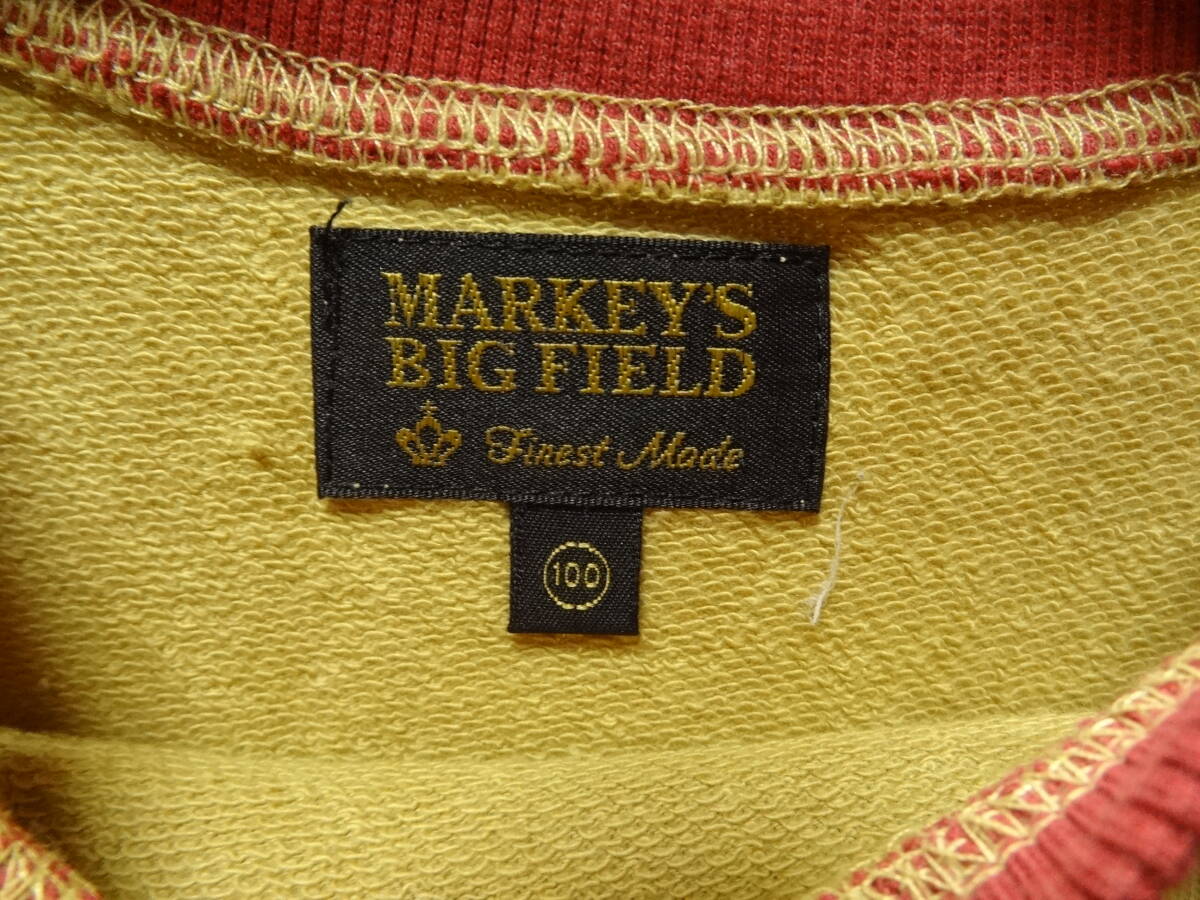 MARKEY'S
BIG FIELD
Finest Made
100